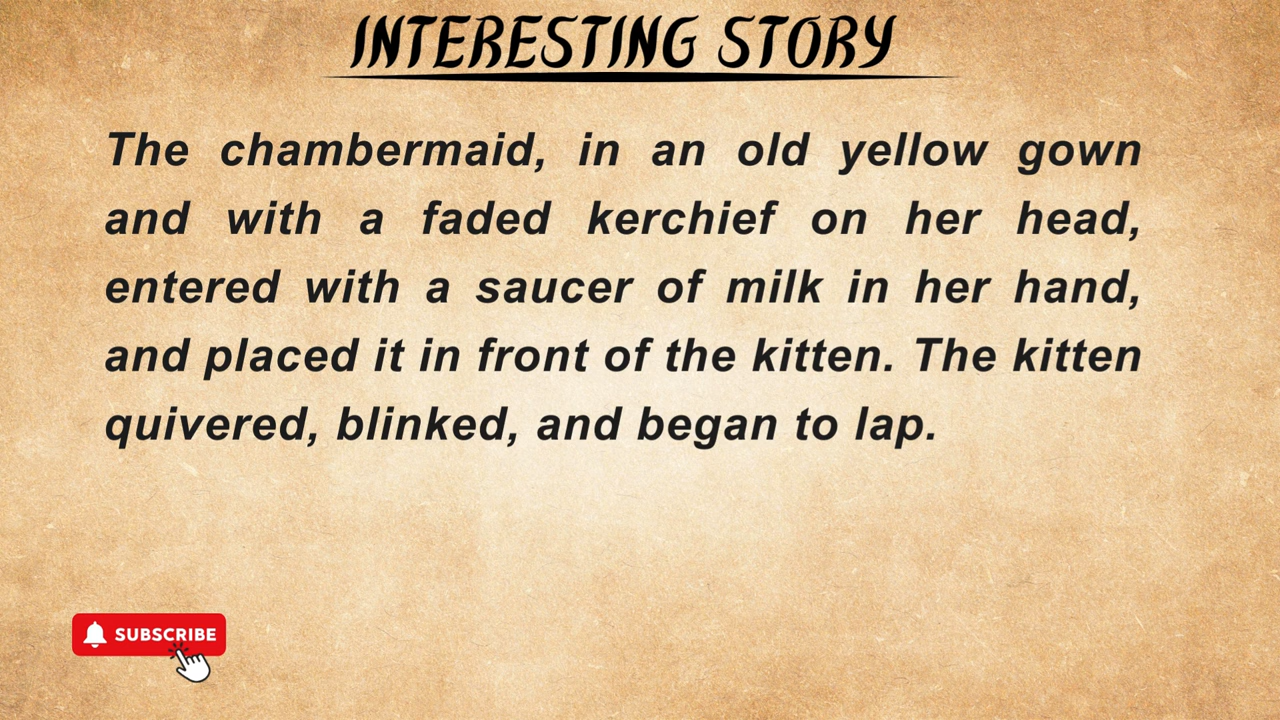 INTERESTING STORY
The chambermaid, in an old yellow gown
and with a faded kerchief on her head,
entered with a saucer of milk in her hand,
and placed it in front of the kitten. The kitten
quivered, blinked, and began to lap.
SUBSCRIBE